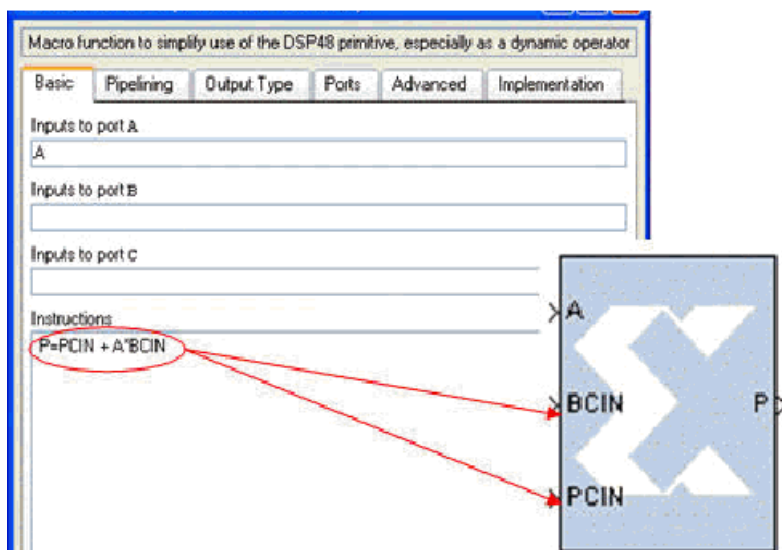 Macro function to simplify use of the DSP48 primitive, especially as a dynamic operator
Basic Pipelining Output Type Ports Advanced Implementation
Inputs to port A
A
Inputs to port B
Inputs to port C
Instructions
P=PCIN + A*BCIN
A
BCIN
P
PCIN